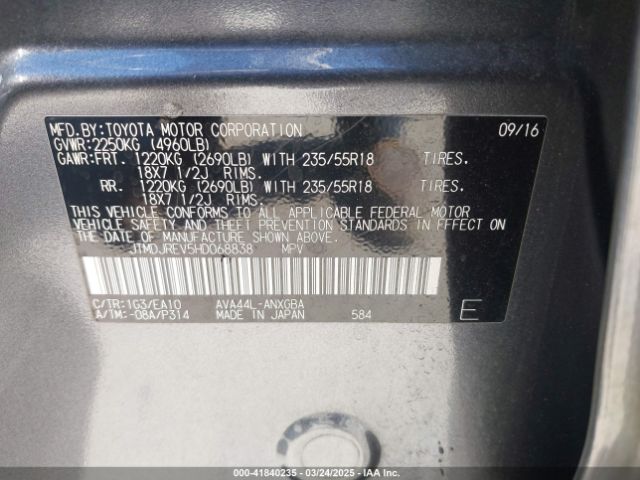 MFD.BY:TOYOTA MOTOR CORPORATION 09/16
GVWR:2250KG (4960LB)
GAWR:FRT. 1220KG (2690LB) WITH 235/55R18 TIRES.
18X7 1/2J RIMS.
RR. 1220KG (2690LB) WITH 235/55R18 TIRES.
18X7 1/2J RIMS.
THIS VEHICLE CONFORMS TO ALL APPLICABLE FEDERAL MOTOR
VEHICLE SAFETY AND THEFT PREVENTION STANDARDS IN EFFECT ON
THE DATE OF MANUFACTURE SHOWN ABOVE.
JTMDJREV5HD068838 MPV
C/TR:1G3/EA10 AVA44L-ANXGBA
A/TM:-08A/P314 MADE IN JAPAN 584 E
000-41840235 - 03/24/2025 - IAA Inc.